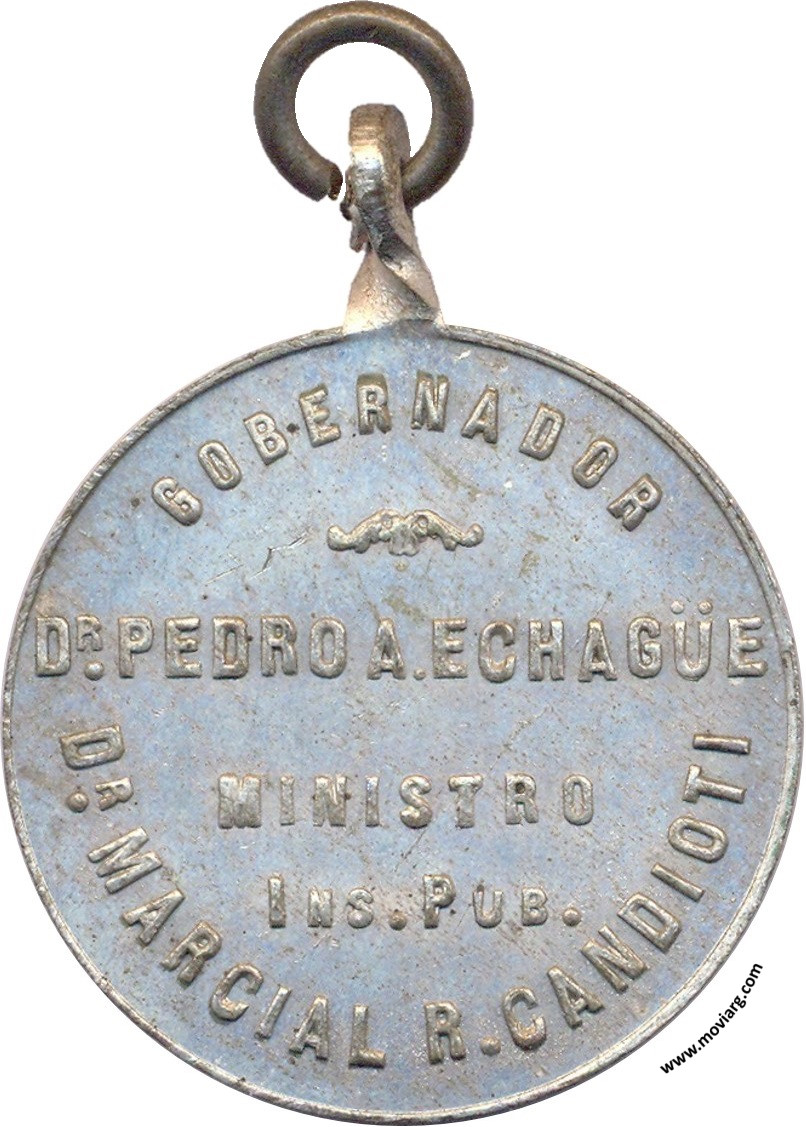 GOBERNADOR
DR. PEDRO A. ECHAGÜE
MINISTRO
INS. PUB.
DR. MARCIAL R. CANDIOTI
www.moviarg.com